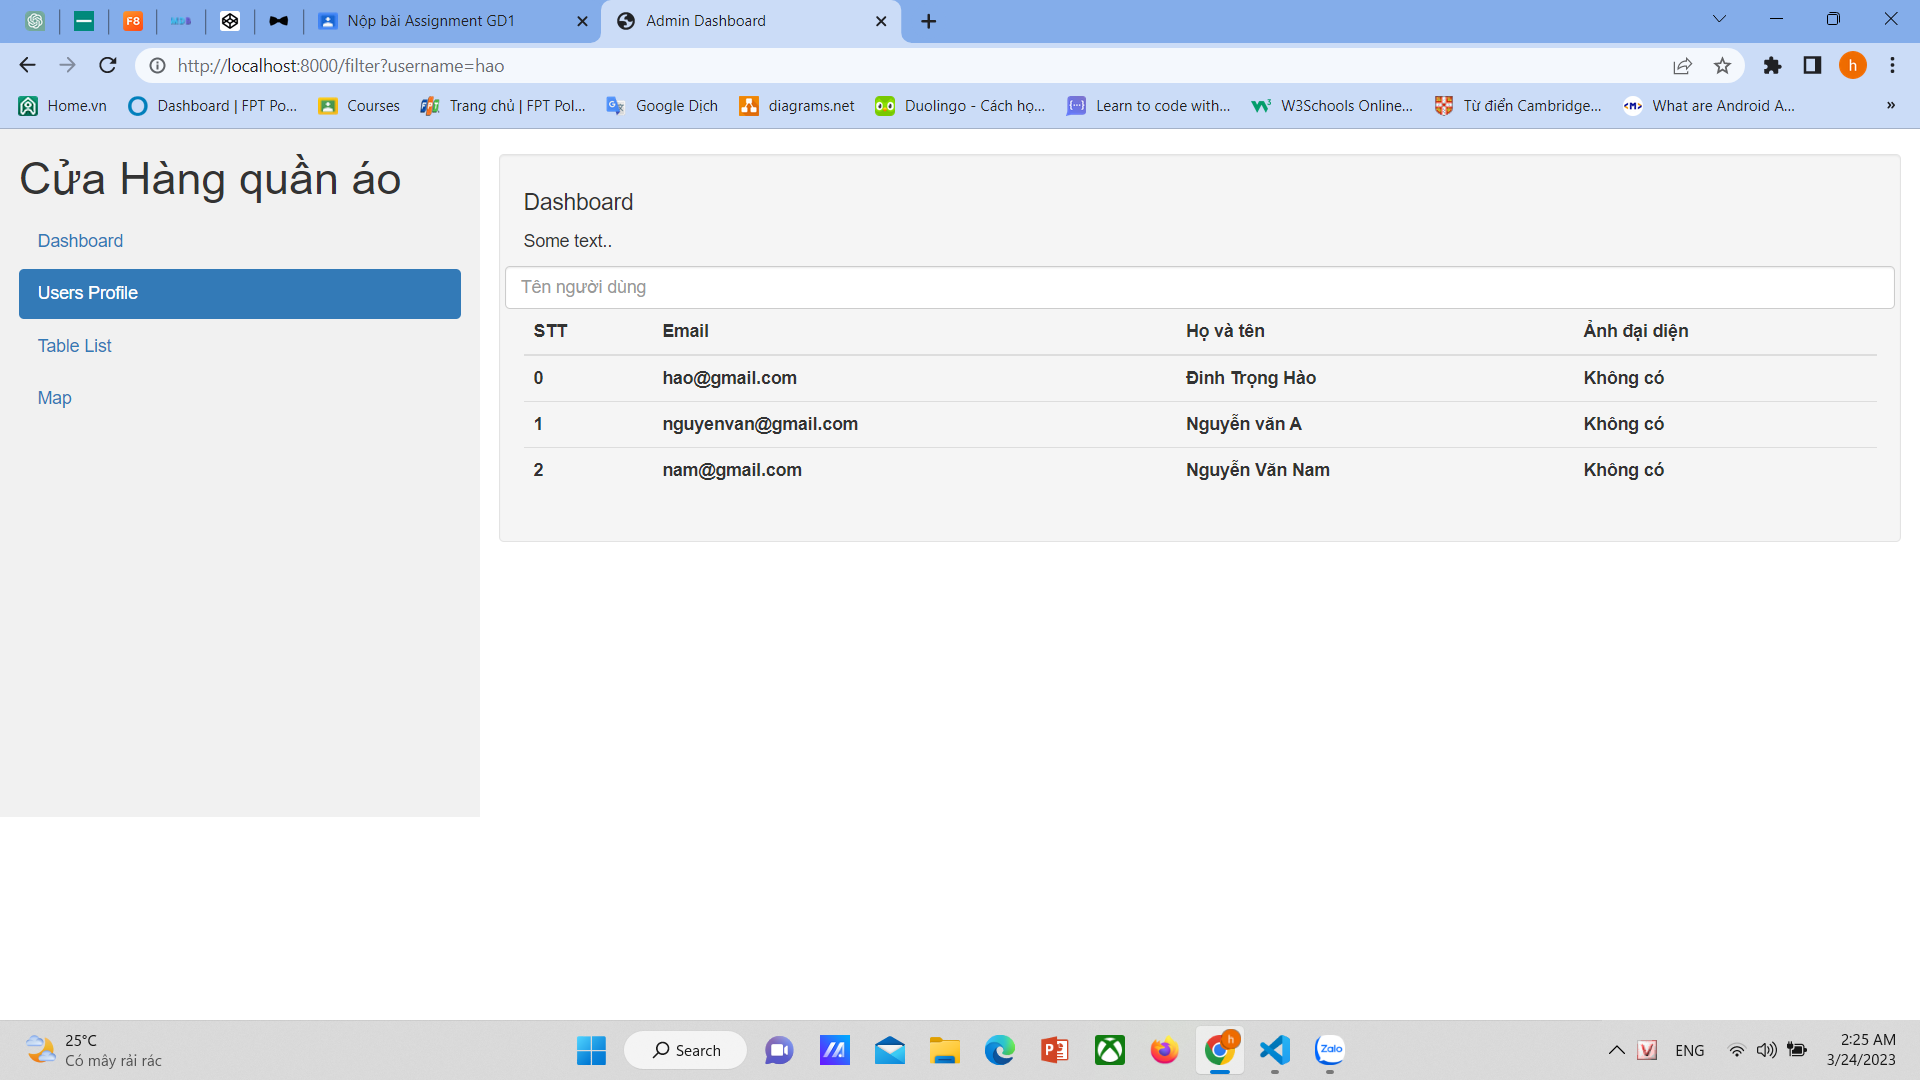 F8
Nộp bài Assignment GD1
Admin Dashboard
http://localhost:8000/filter?username=hao
h
Home.vn
Dashboard | FPT Po...
Courses
Trang chủ | FPT Pol...
Google Dịch
diagrams.net
Duolingo - Cách họ...
Learn to code with...
W3Schools Online...
Từ điển Cambridge...
What are Android A...
»
Cửa Hàng quần áo
Dashboard
Users Profile
Table List
Map
Dashboard
Some text..
Tên người dùng
STT Email Họ và tên Ảnh đại diện
0 hao@gmail.com Đinh Trọng Hào Không có
1 nguyenvan@gmail.com Nguyễn văn A Không có
2 nam@gmail.com Nguyễn Văn Nam Không có
25°C
Có mây rải rác
Search
h
Zalo
V
ENG
2:25 AM
3/24/2023